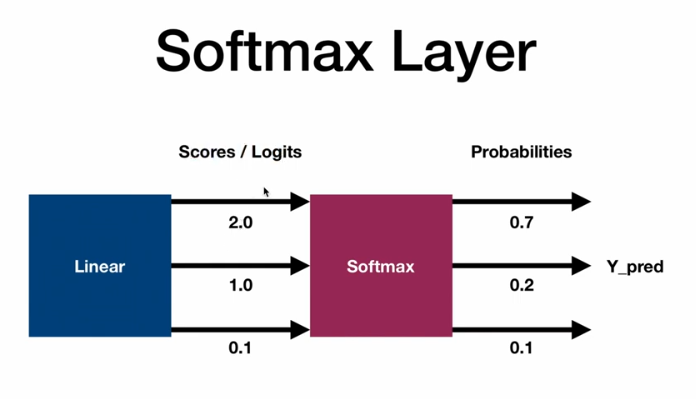 Softmax Layer
Scores / Logits
Probabilities
2.0
0.7
Linear
Softmax
Y_pred
1.0
0.2
0.1
0.1